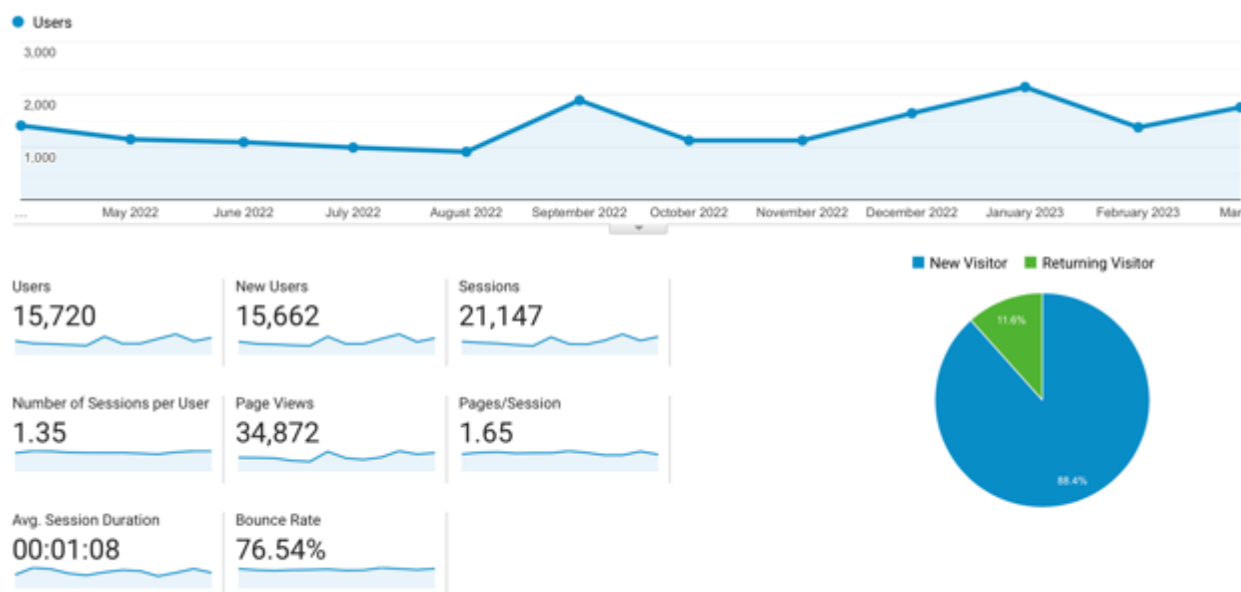 Users
3,000
2,000
1,000
... May 2022 June 2022 July 2022 August 2022 September 2022 October 2022 November 2022 December 2022 January 2023 February 2023 Mar
New Visitor Returning Visitor
Users New Users Sessions
15,720 15,662 21,147
11.6%
Number of Sessions per User Page Views Pages/Session
1.35 34,872 1.65
88.4%
Avg. Session Duration Bounce Rate
00:01:08 76.54%